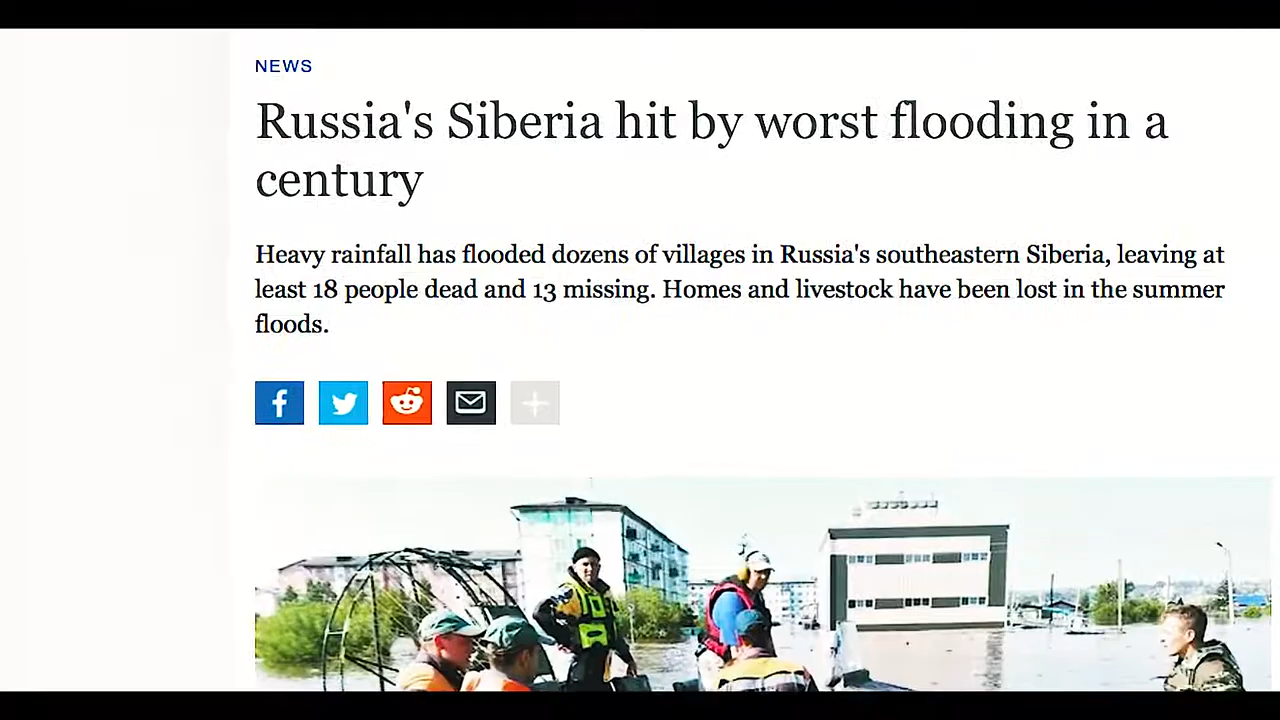 NEWS
Russia's Siberia hit by worst flooding in a
century
Heavy rainfall has flooded dozens of villages in Russia's southeastern Siberia, leaving at
least 18 people dead and 13 missing. Homes and livestock have been lost in the summer
floods.